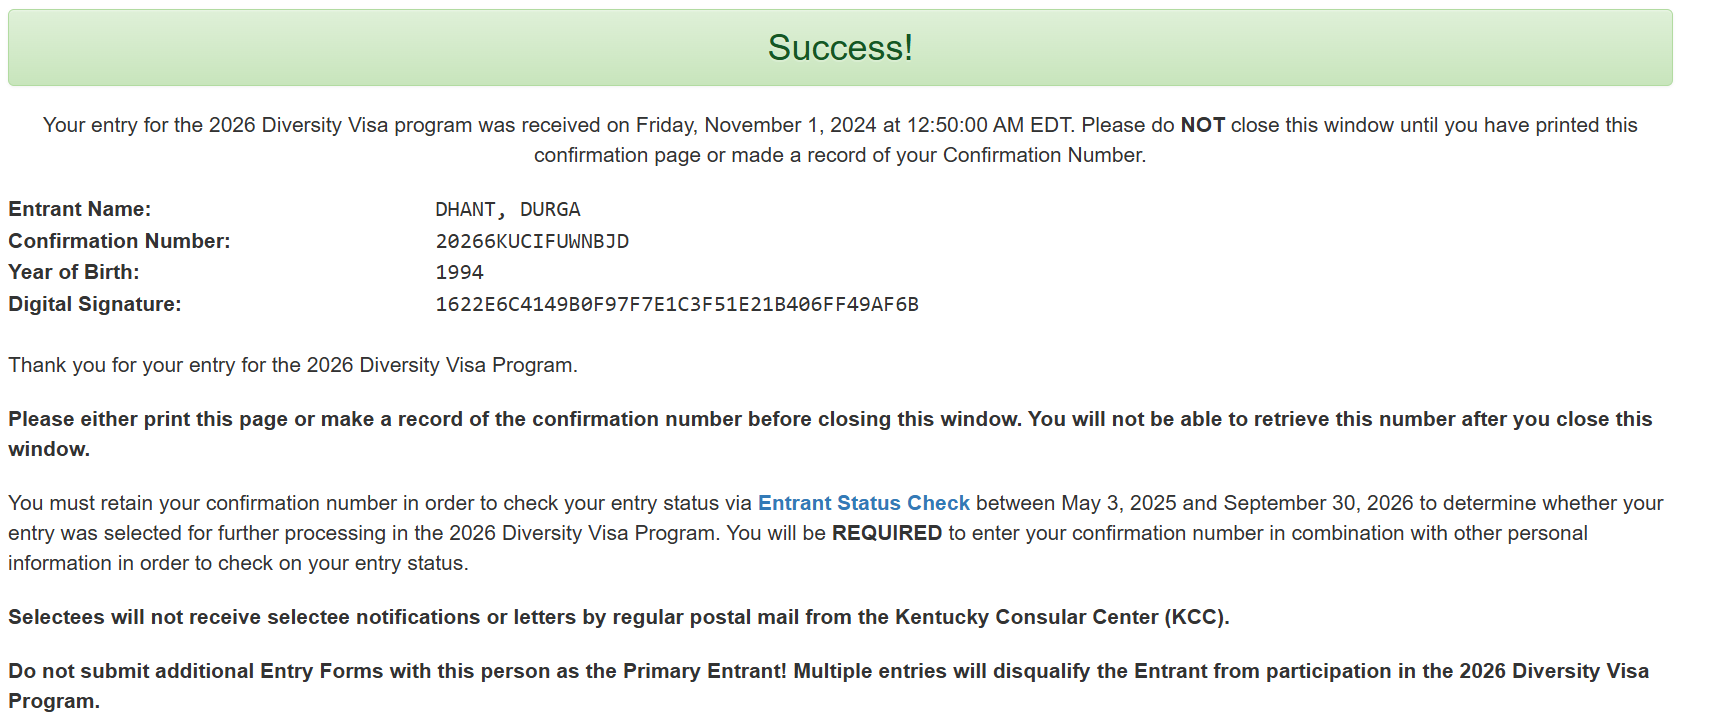 Success!
Your entry for the 2026 Diversity Visa program was received on Friday, November 1, 2024 at 12:50:00 AM EDT. Please do NOT close this window until you have printed this
confirmation page or made a record of your Confirmation Number.
Entrant Name: DHANT, DURGA
Confirmation Number: 20266KUCIFUWNBJD
Year of Birth: 1994
Digital Signature: 1622E6C4149B0F97F7E1C3F51E21B406FF49AF6B
Thank you for your entry for the 2026 Diversity Visa Program.
Please either print this page or make a record of the confirmation number before closing this window. You will not be able to retrieve this number after you close this
window.
You must retain your confirmation number in order to check your entry status via Entrant Status Check between May 3, 2025 and September 30, 2026 to determine whether your
entry was selected for further processing in the 2026 Diversity Visa Program. You will be REQUIRED to enter your confirmation number in combination with other personal
information in order to check on your entry status.
Selectees will not receive selectee notifications or letters by regular postal mail from the Kentucky Consular Center (KCC).
Do not submit additional Entry Forms with this person as the Primary Entrant! Multiple entries will disqualify the Entrant from participation in the 2026 Diversity Visa
Program.